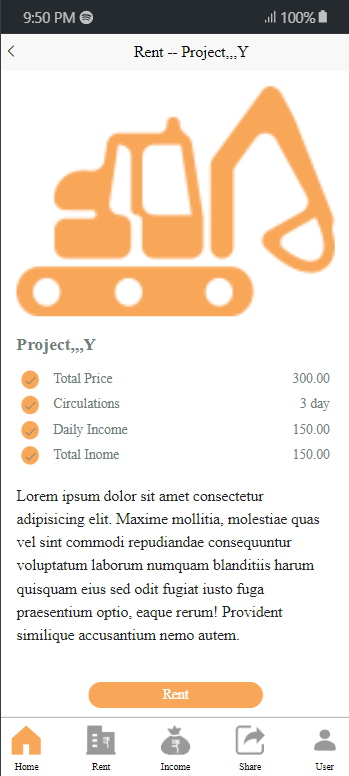 9:50 PM 100%
Rent -- Project,,,Y
Project,,,Y
Total Price 300.00
Circulations 3 day
Daily Income 150.00
Total Inome 150.00
Lorem ipsum dolor sit amet consectetur
adipisicing elit. Maxime mollitia, molestiae quas
vel sint commodi repudiandae consequuntur
voluptatum laborum numquam blanditiis harum
quisquam eius sed odit fugiat iusto fuga
praesentium optio, eaque rerum! Provident
similique accusantium nemo autem.
Rent
Home Rent Income Share User